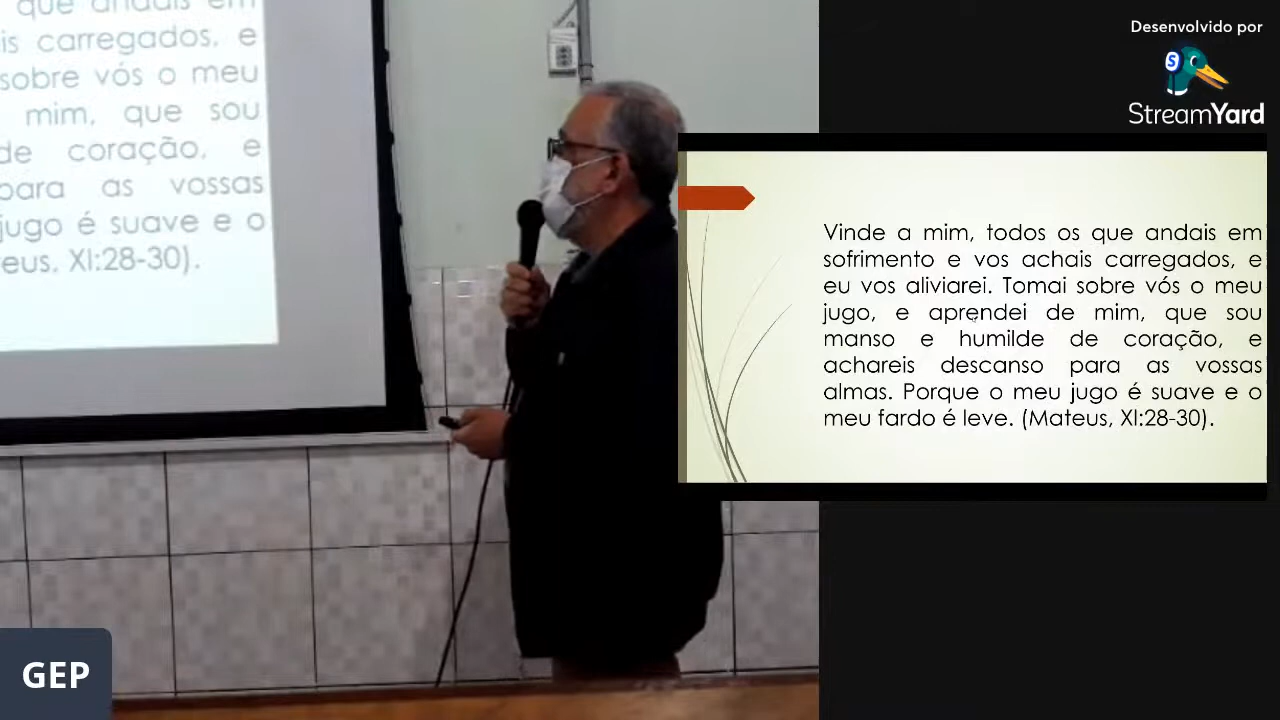 que andais em
is carregados, e
sobre vós o meu
mim, que sou
de coração, e
para as vossas
jugo é suave e o
eus, XI:28-30).
Desenvolvido por
StreamYard
Vinde a mim, todos os que andais em
sofrimento e vos achais carregados, e
eu vos aliviarei. Tomai sobre vós o meu
jugo, e aprendei de mim, que sou
manso e humilde de coração, e
achareis descanso para as vossas
almas. Porque o meu jugo é suave e o
meu fardo é leve. (Mateus, XI:28-30).
GEP